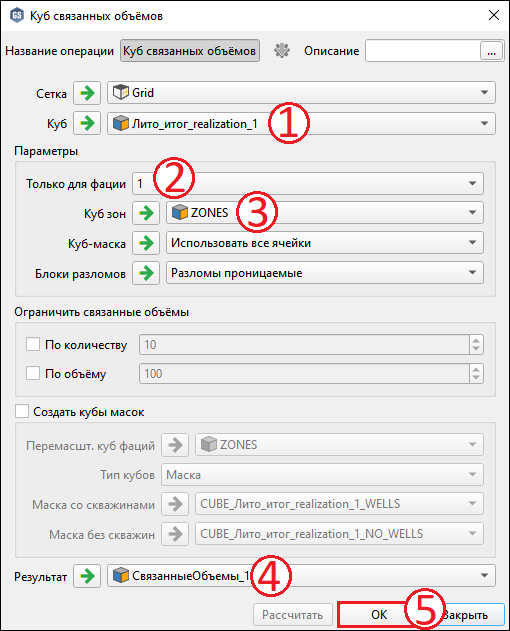 GS Куб связанных объёмов
Название операции Куб связанных объёмов Описание ...
Сетка Grid
Куб Лито_итог_realization_1 1
Параметры
Только для фации 1 2
Куб зон ZONES 3
Куб-маска Использовать все ячейки
Блоки разломов Разломы проницаемые
Ограничить связанные объёмы
По количеству 10
По объёму 100
Создать кубы масок
Перемасшт. куб фаций ZONES
Тип кубов Маска
Маска со скважинами CUBE_Лито_итог_realization_1_WELLS
Маска без скважин CUBE_Лито_итог_realization_1_NO_WELLS
Результат СвязанныеОбъемы_1 4
Рассчитать ОК 5 Закрыть